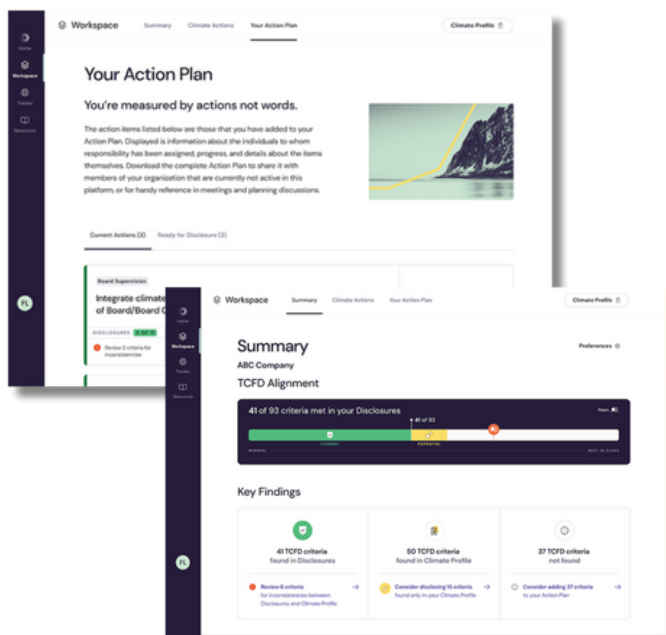 Workspace
Summary
Climate Actions
Your Action Plan
Climate Profile
Home
Workspace
Tracker
Resources
FL
Your Action Plan
You're measured by actions not words.
The action items listed below are those that you have added to your
Action Plan. Displayed is information about the individuals to whom
responsibility has been assigned, progress, and details about the items
themselves. Download the complete Action Plan to share it with
members of your organization that are currently not active in this
platform, or for handy reference in meetings and planning discussions.
Current Actions (3)
Ready for Disclosure (3)
Board Supervision
Integrate climate
of Board/Board C
DISCLOSURES
Review 2 criteria for
inconsistencies
Workspace
Summary
Climate Actions
Your Action Plan
Climate Profile
Home
Workspace
Tracker
Resources
FL
Summary
Preferences
ABC Company
TCFD Alignment
41 of 93 criteria met in your Disclosures
Peers
41 of 93
CURRENT
POTENTIAL
MINIMAL
BEST IN CLASS
Key Findings
41 TCFD criteria
found in Disclosures
Review 8 criteria
for inconsistencies between
Disclosures and Climate Profile
50 TCFD criteria
found in Climate Profile
Consider disclosing 15 criteria
found only in your Climate Profile
37 TCFD criteria
not found
Consider adding 37 criteria
to your Action Plan